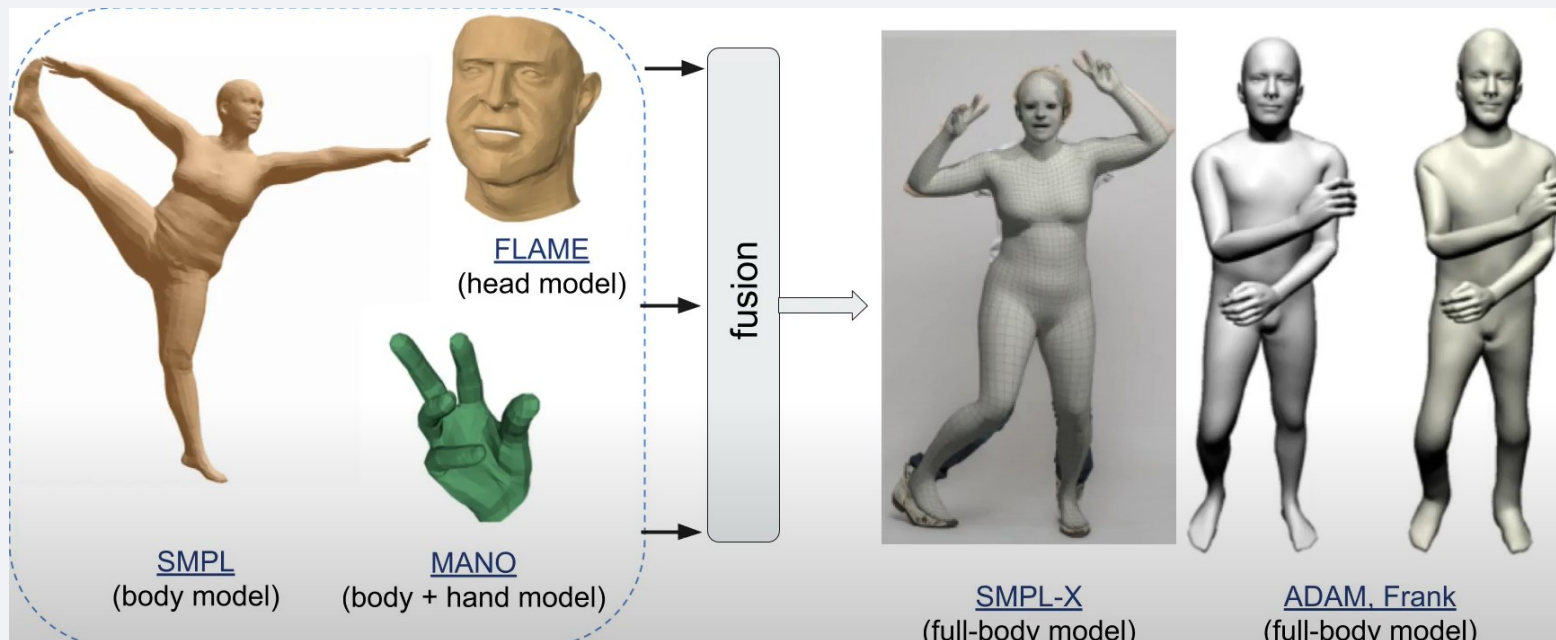 FLAME
(head model)
fusion
SMPL
(body model)
MANO
(body + hand model)
SMPL-X
(full-body model)
ADAM, Frank
(full-body model)